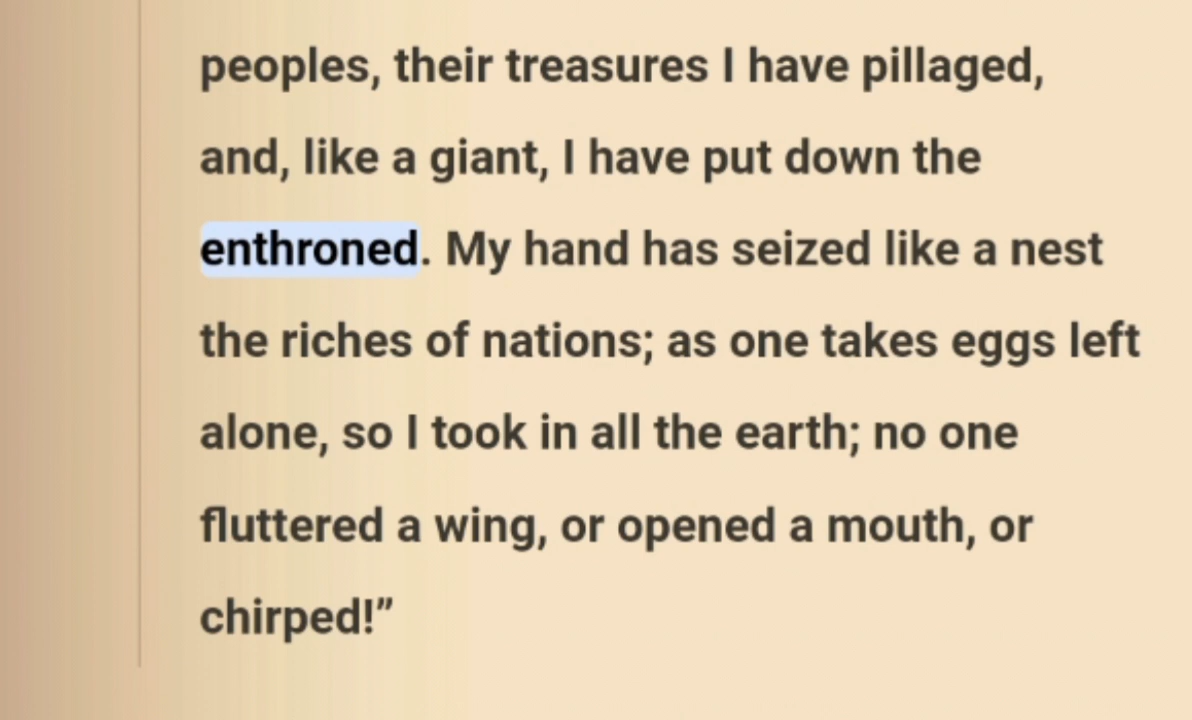 peoples, their treasures I have pillaged,
and, like a giant, I have put down the
enthroned. My hand has seized like a nest
the riches of nations; as one takes eggs left
alone, so I took in all the earth; no one
fluttered a wing, or opened a mouth, or
chirped!”